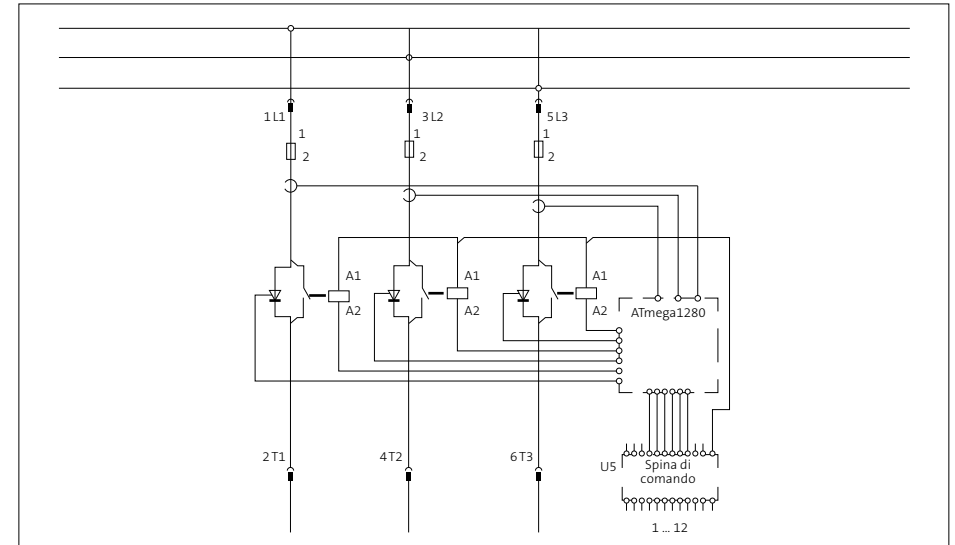 1 L1
3 L2
5 L3
1
1
1
2
2
2
A1
A1
A1
A2
A2
A2
ATmega1280
2 T1
4 T2
6 T3
U5
Spina di
comando
1 ... 12